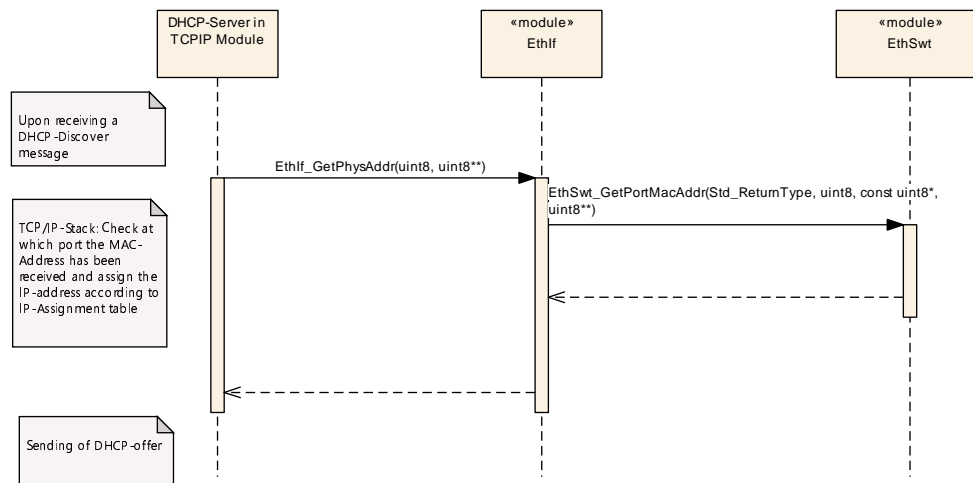 DHCP-Server in
TCPIP Module
«module»
EthIf
«module»
EthSwt
Upon receiving a
DHCP-Discover
message
EthIf_GetPhysAddr(uint8, uint8**)
EthSwt_GetPortMacAddr(Std_ReturnType, uint8, const uint8*,
uint8**)
TCP/IP-Stack: Check at
which port the MAC-
Address has been
received and assign the
IP-address according to
IP-Assignment table
Sending of DHCP-offer